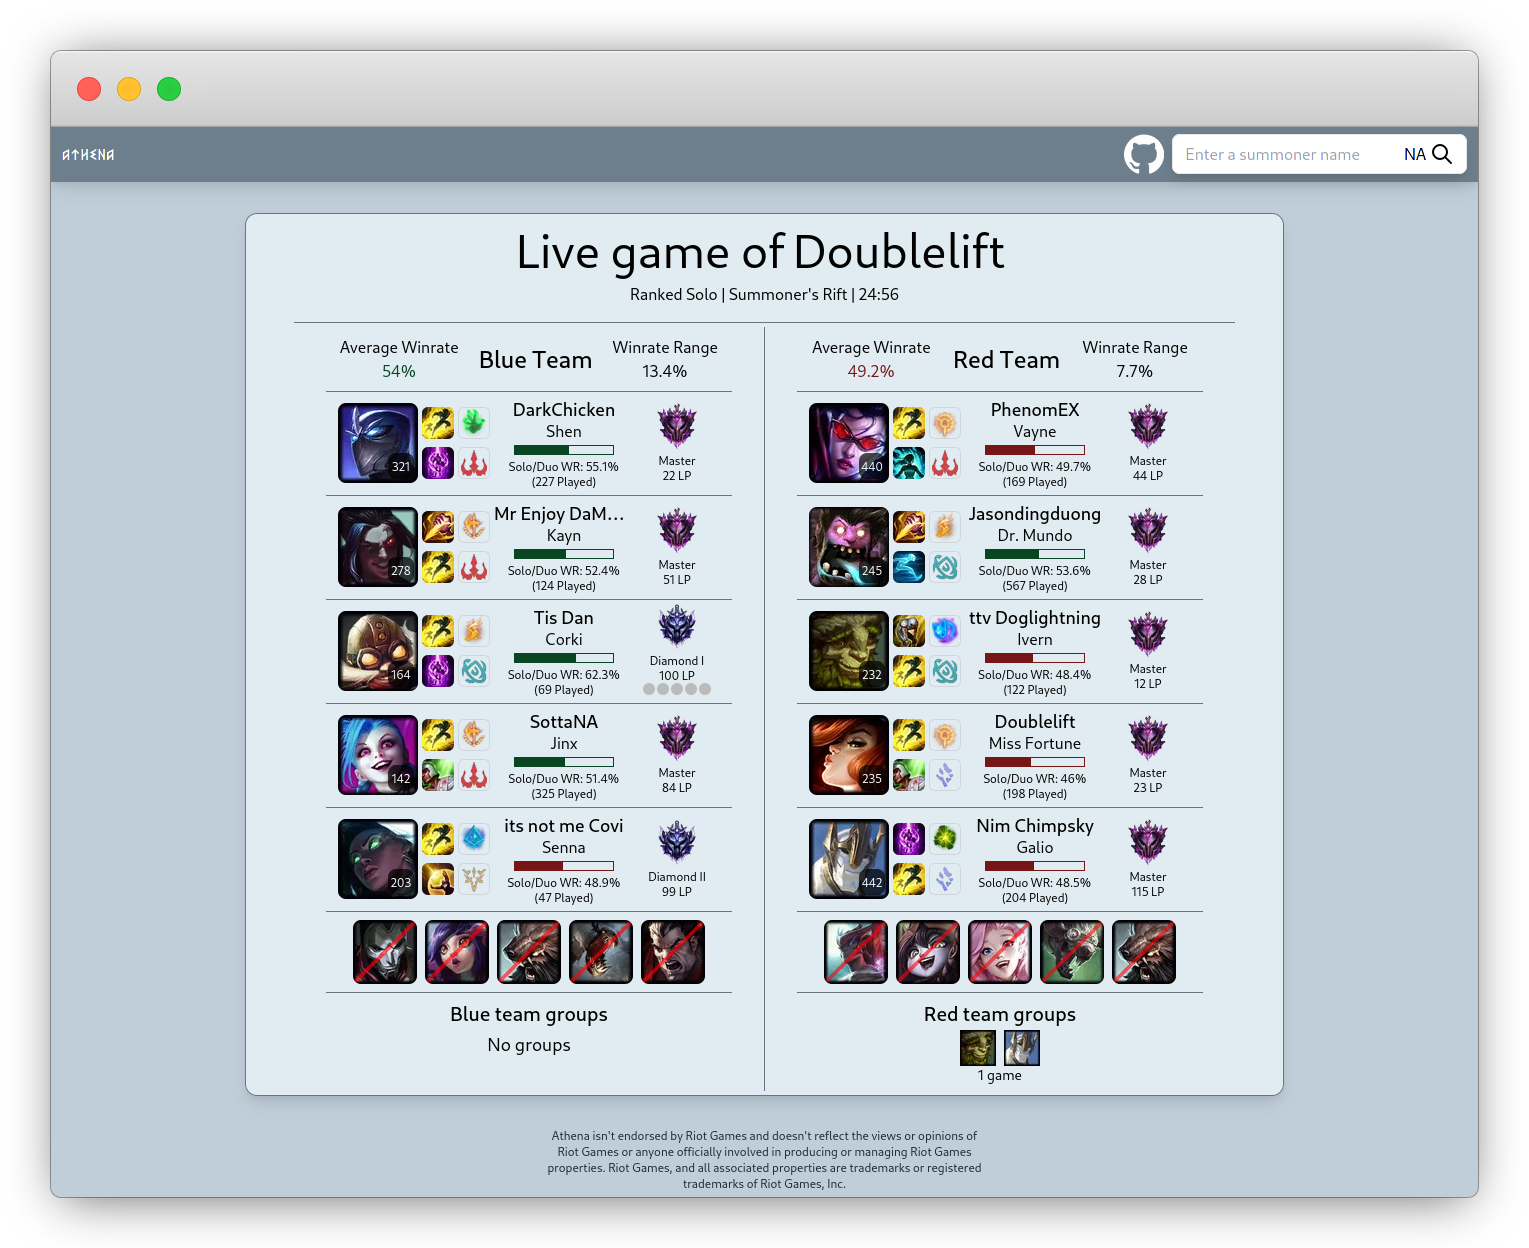 ATHENA
Enter a summoner name NA
Live game of Doublelift
Ranked Solo | Summoner's Rift | 24:56
Average Winrate
54%
Blue Team
Winrate Range
13.4%
321
DarkChicken
Shen
Solo/Duo WR: 55.1%
(227 Played)
Master
22 LP
278
Mr Enjoy DaM...
Kayn
Solo/Duo WR: 52.4%
(124 Played)
Master
51 LP
164
Tis Dan
Corki
Solo/Duo WR: 62.3%
(69 Played)
Diamond I
100 LP
142
SottaNA
Jinx
Solo/Duo WR: 51.4%
(325 Played)
Master
84 LP
203
its not me Covi
Senna
Solo/Duo WR: 48.9%
(47 Played)
Diamond II
99 LP
Blue team groups
No groups
Average Winrate
49.2%
Red Team
Winrate Range
7.7%
440
PhenomEX
Vayne
Solo/Duo WR: 49.7%
(169 Played)
Master
44 LP
245
Jasondingduong
Dr. Mundo
Solo/Duo WR: 53.6%
(567 Played)
Master
28 LP
232
ttv Doglightning
Ivern
Solo/Duo WR: 48.4%
(122 Played)
Master
12 LP
235
Doublelift
Miss Fortune
Solo/Duo WR: 46%
(198 Played)
Master
23 LP
442
Nim Chimpsky
Galio
Solo/Duo WR: 48.5%
(204 Played)
Master
115 LP
Red team groups
1 game
Athena isn't endorsed by Riot Games and doesn't reflect the views or opinions of
Riot Games or anyone officially involved in producing or managing Riot Games
properties. Riot Games, and all associated properties are trademarks or registered
trademarks of Riot Games, Inc.